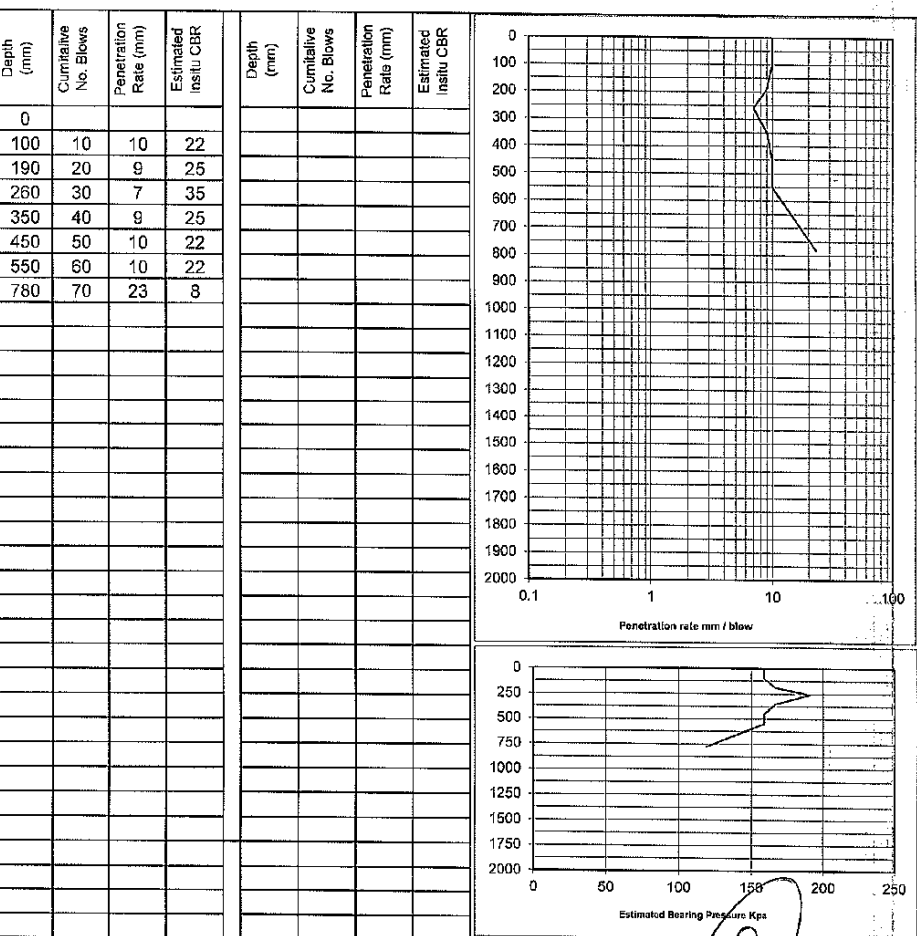 Depth (mm) Cumitalive No. Blows Penetration Rate (mm) Estimated Insitu CBR Depth (mm) Cumitalive No. Blows Penetration Rate (mm) Estimated Insitu CBR
0
100 10 10 22
190 20 9 25
260 30 7 35
350 40 9 25
450 50 10 22
550 60 10 22
780 70 23 8
0
100
200
300
400
500
600
700
800
900
1000
1100
1200
1300
1400
1500
1600
1700
1800
1900
2000
0.1 1 10 100
Penetration rate mm / blow
0
250
500
750
1000
1250
1500
1750
2000
0 50 100 150 200 250
Estimated Bearing Pressure Kpa